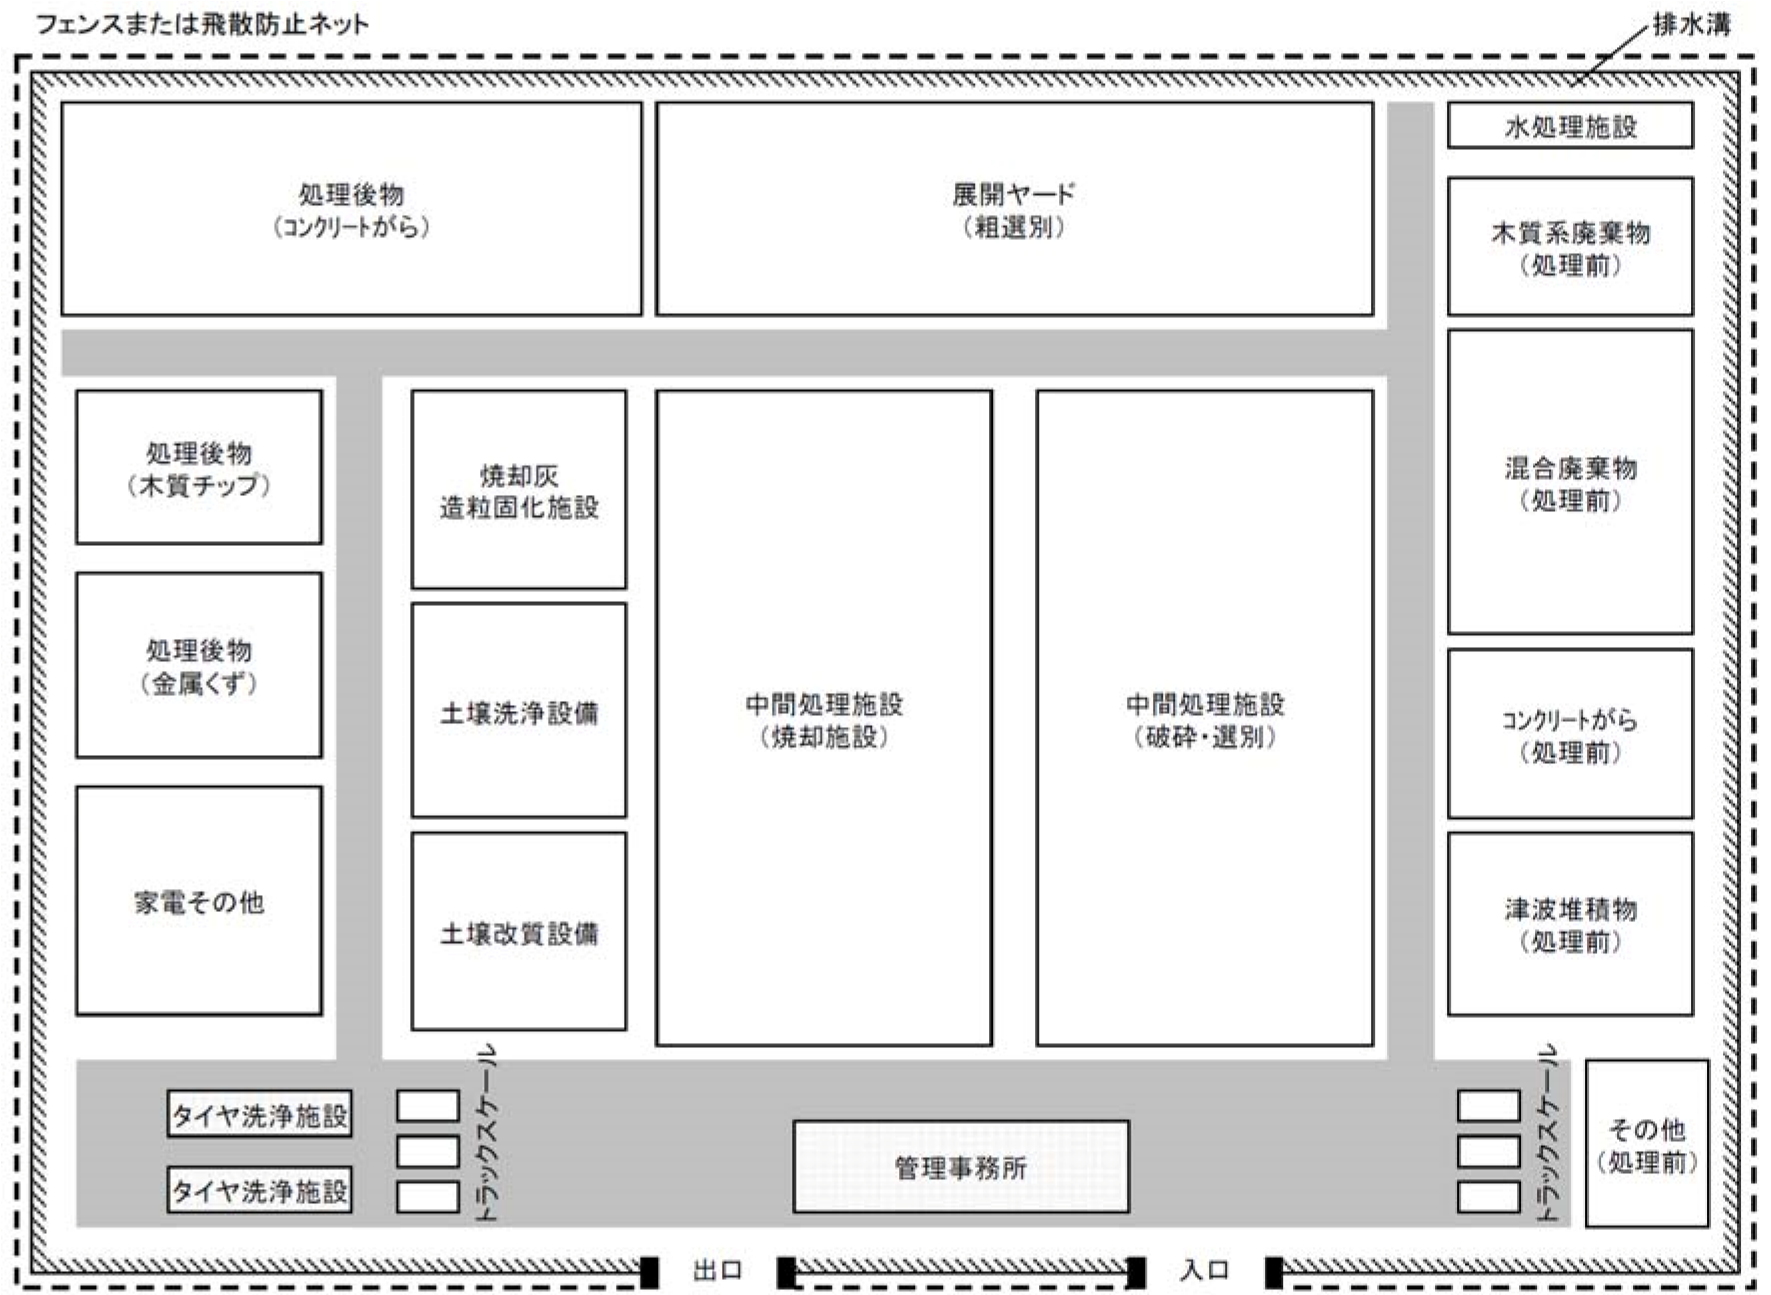 フェンスまたは飛散防止ネット
排水溝
処理後物
（コンクリートがら）
展開ヤード
（粗選別）
水処理施設
木質系廃棄物
（処理前）
処理後物
（木質チップ）
焼却灰
造粒固化施設
混合廃棄物
（処理前）
処理後物
（金属くず）
土壌洗浄設備
中間処理施設
（焼却施設）
中間処理施設
（破砕・選別）
コンクリートがら
（処理前）
家電その他
土壌改質設備
津波堆積物
（処理前）
タイヤ洗浄施設
タイヤ洗浄施設
トラックスケール
管理事務所
トラックスケール
その他
（処理前）
出口
入口